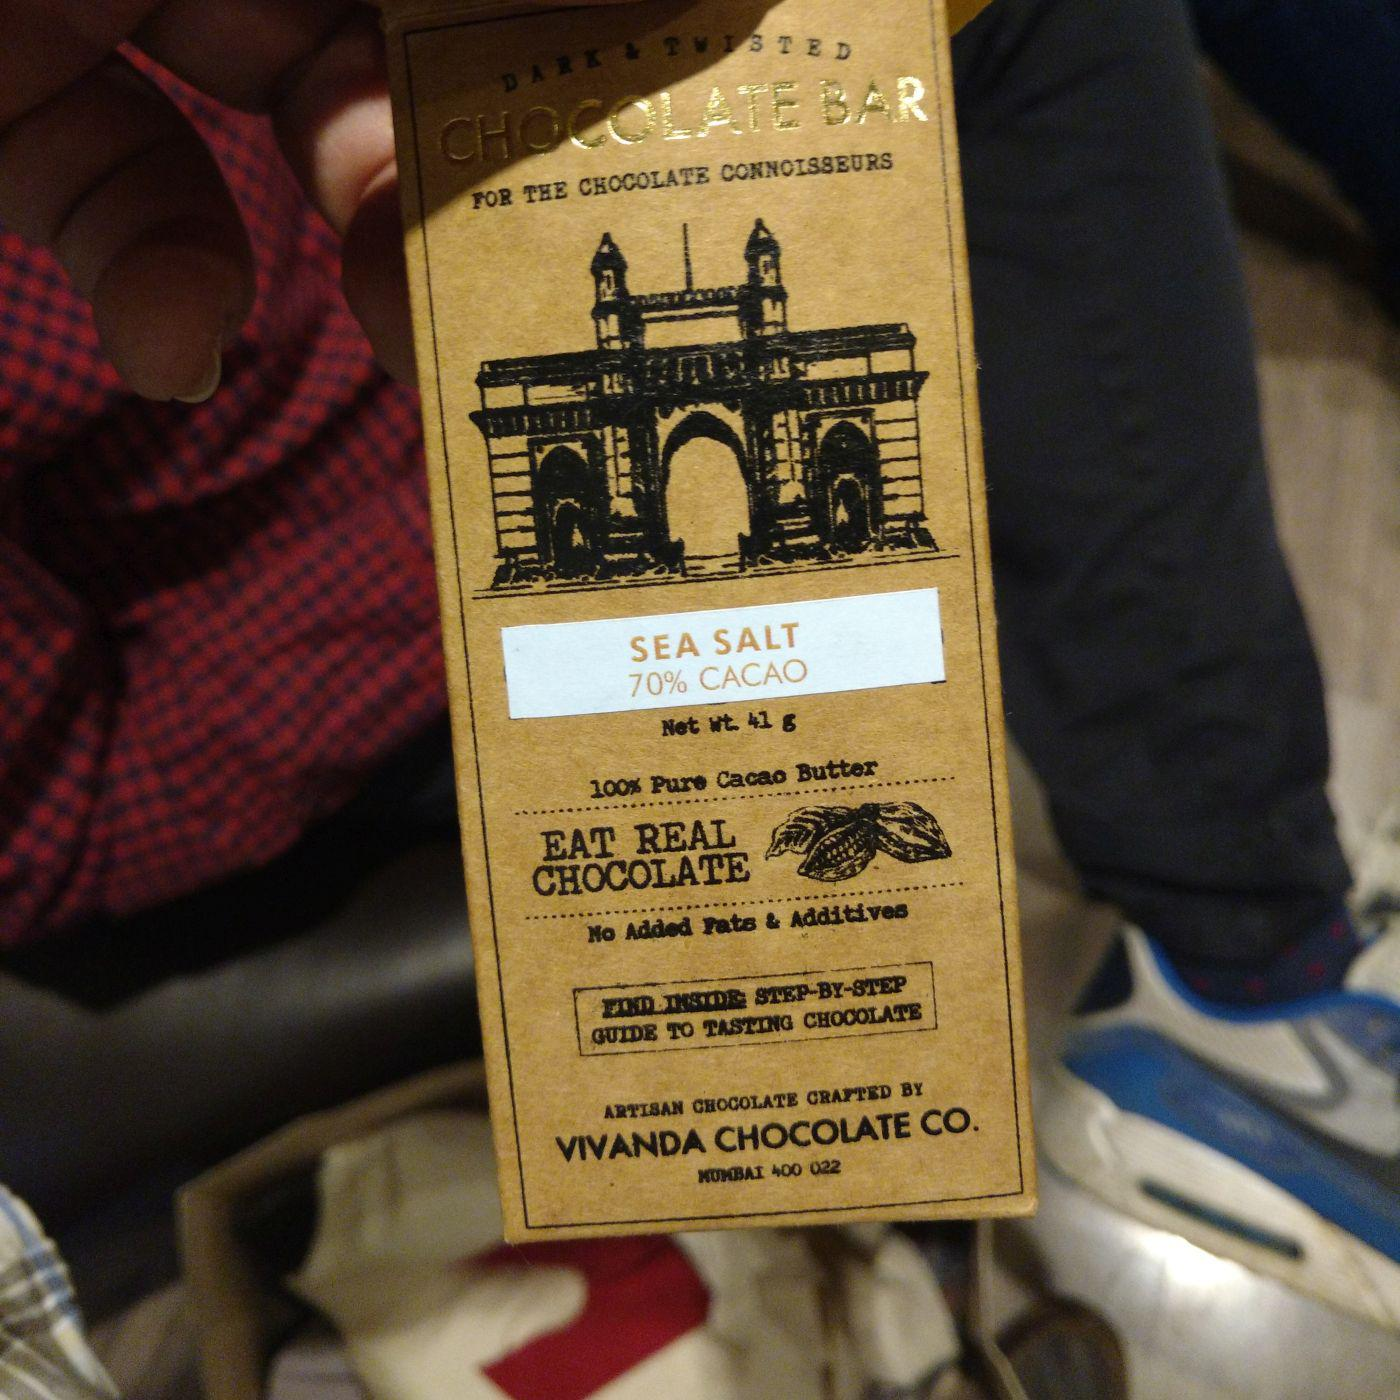 DARK & TWISTED
CHOCOLATE BAR
FOR THE CHOCOLATE CONNOISSEURS
SEA SALT
70% CACAO
Net Wt. 41 g
100% Pure Cacao Butter
EAT REAL
CHOCOLATE
No Added Fats & Additives
FIND INSIDE: STEP-BY-STEP
GUIDE TO TASTING CHOCOLATE
ARTISAN CHOCOLATE CRAFTED BY
VIVANDA CHOCOLATE CO.
MUMBAI 400 022